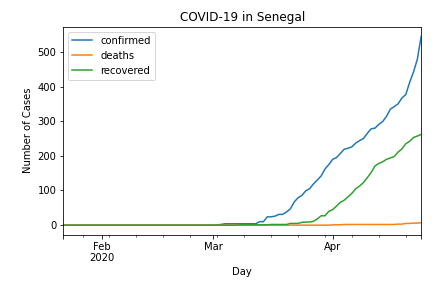 COVID-19 in Senegal
confirmed
deaths
recovered
Number of Cases
500
400
300
200
100
0
Feb
2020
Mar
Apr
Day